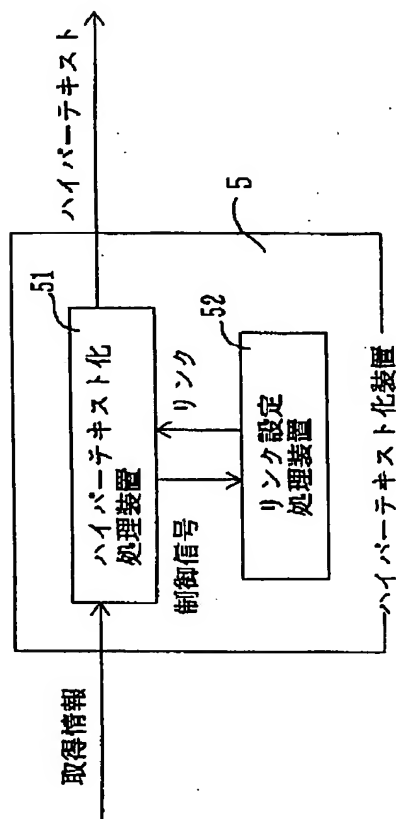 取得情報
ハイパーテキスト化
処理装置
51
ハイパーテキスト
制御信号
リンク
リンク設定
処理装置
52
5
ハイパーテキスト化装置